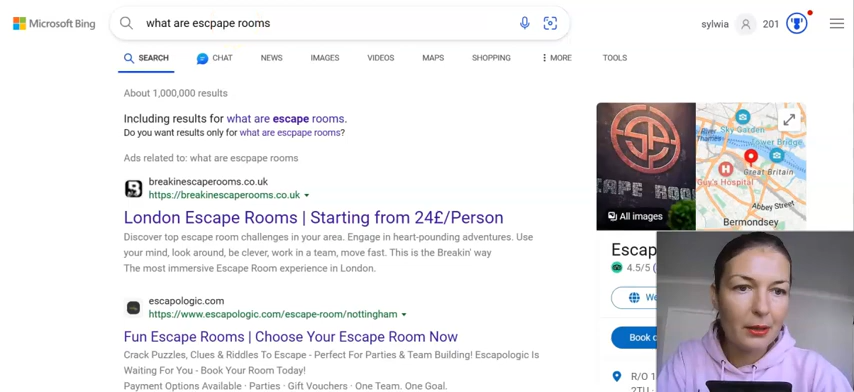 Microsoft Bing
what are escpape rooms
sylwia
201
SEARCH
CHAT
NEWS
IMAGES
VIDEOS
MAPS
SHOPPING
MORE
TOOLS
About 1,000,000 results
Including results for what are escape rooms.
Do you want results only for what are escpape rooms?
Ads related to: what are escpape rooms
breakinescaperooms.co.uk
https://breakinescaperooms.co.uk
London Escape Rooms | Starting from 24£/Person
Discover top escape room challenges in your area. Engage in heart-pounding adventures. Use
your mind, look around, be clever, work in a team, move fast. This is the Breakin' way
The most immersive Escape Room experience in London.
escapologic.com
https://www.escapologic.com/escape-room/nottingham
Fun Escape Rooms | Choose Your Escape Room Now
Crack Puzzles, Clues & Riddles To Escape - Perfect For Parties & Team Building! Escapologic Is
Waiting For You - Book Your Room Today!
Payment Options Available · Parties · Gift Vouchers · One Team. One Goal.
CAPE ROO
All images
River
Thames
Sky Garden
Tower Bridge
Great Britain
Guy's Hospital
Abbey Street
Bermondsey
Escap
4.5/5 (
We
Book o
R/O 1
2TU